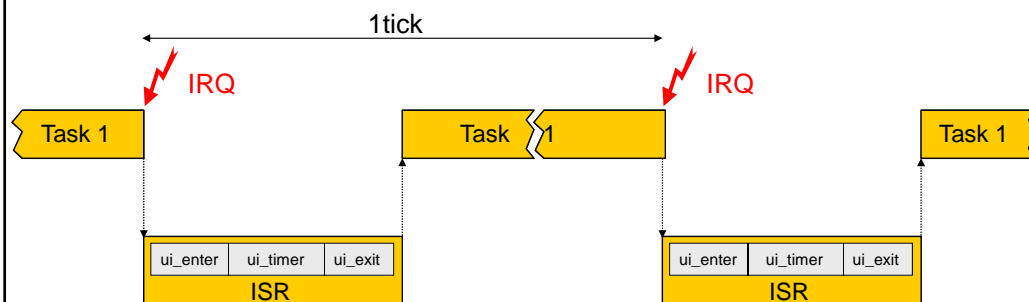 1tick
IRQ
IRQ
Task 1
Task 1
Task 1
ui_enter ui_timer ui_exit
ISR
ui_enter ui_timer ui_exit
ISR